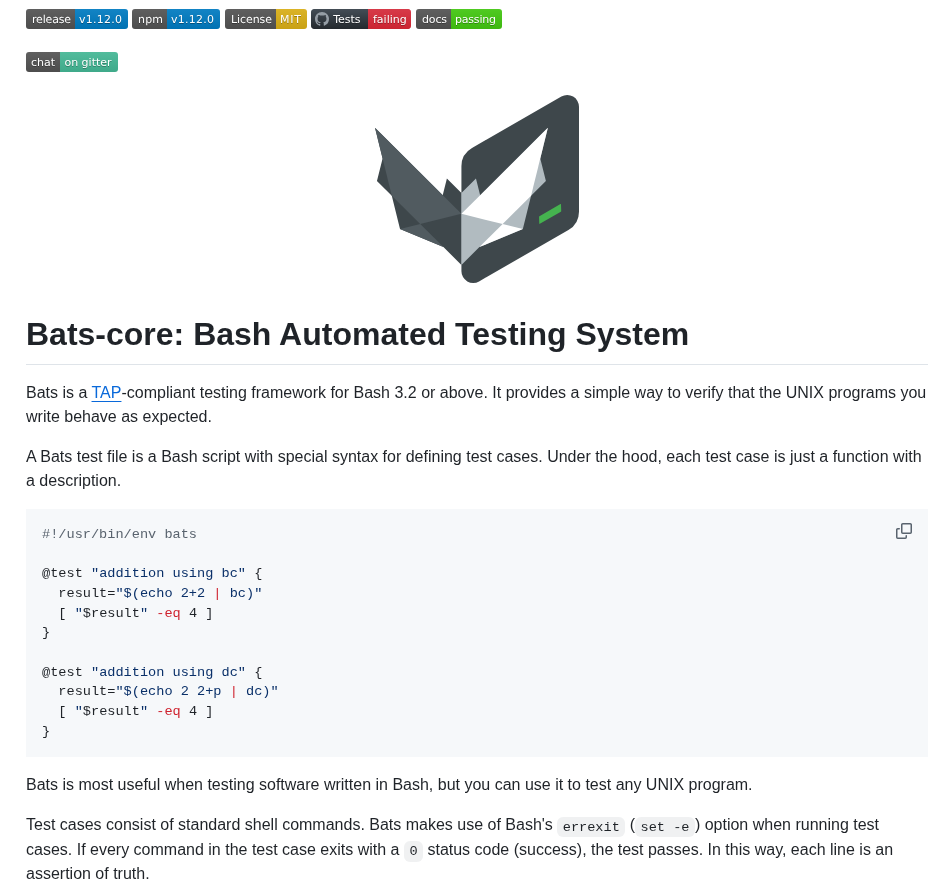 release v1.12.0 npm v1.12.0 License MIT Tests failing docs passing
chat on gitter
Bats-core: Bash Automated Testing System
Bats is a TAP-compliant testing framework for Bash 3.2 or above. It provides a simple way to verify that the UNIX programs you
write behave as expected.
A Bats test file is a Bash script with special syntax for defining test cases. Under the hood, each test case is just a function with
a description.
#!/usr/bin/env bats
@test "addition using bc" {
  result="$(echo 2+2 | bc)"
  [ "$result" -eq 4 ]
}
@test "addition using dc" {
  result="$(echo 2 2+p | dc)"
  [ "$result" -eq 4 ]
}
Bats is most useful when testing software written in Bash, but you can use it to test any UNIX program.
Test cases consist of standard shell commands. Bats makes use of Bash's errexit (set -e) option when running test
cases. If every command in the test case exits with a 0 status code (success), the test passes. In this way, each line is an
assertion of truth.